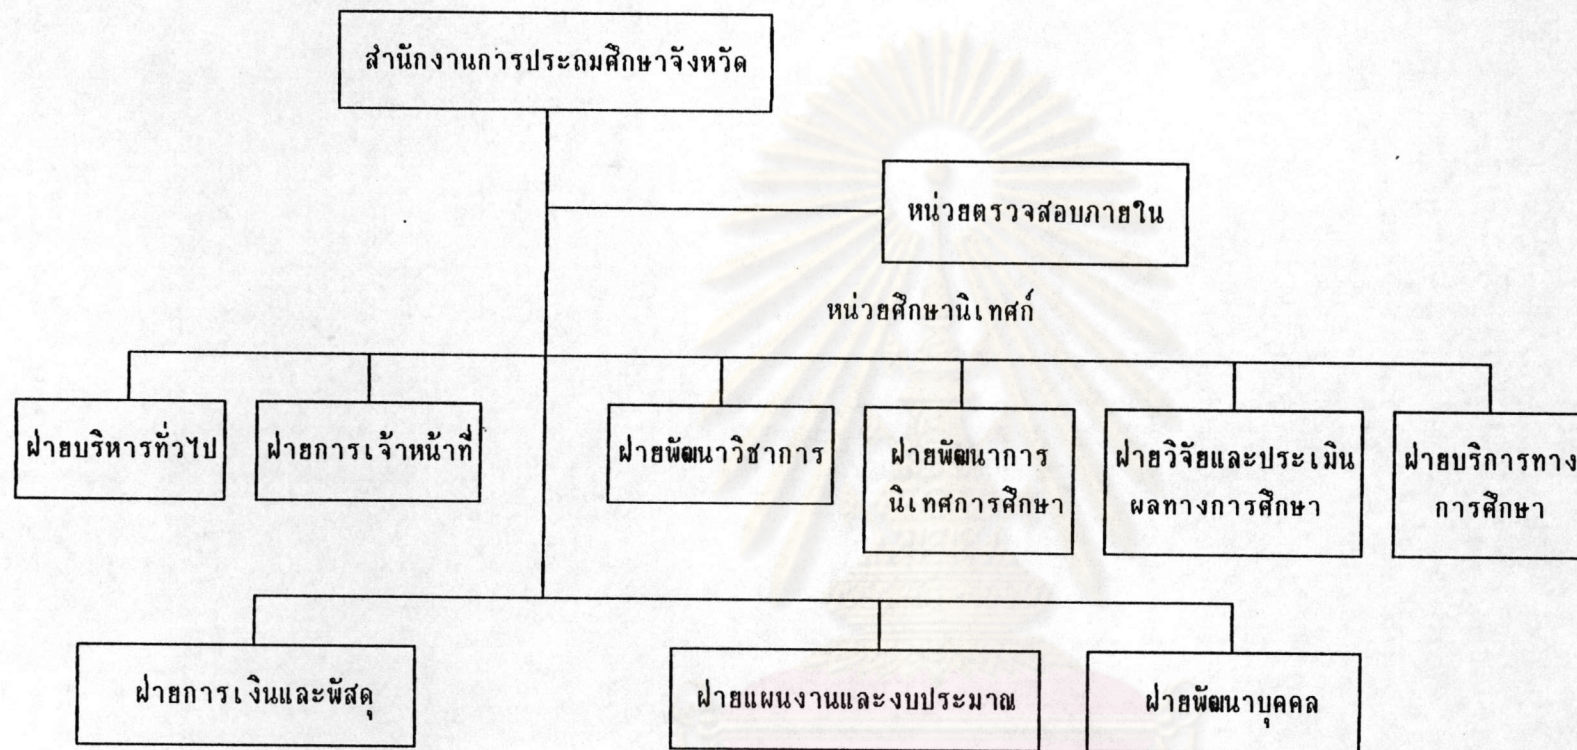 สำนักงานการประถมศึกษาจังหวัด
หน่วยตรวจสอบภายใน
หน่วยศึกษานิเทศก์
ฝ่ายบริหารทั่วไป
ฝ่ายการเจ้าหน้าที่
ฝ่ายพัฒนาวิชาการ
ฝ่ายพัฒนาการ
นิเทศการศึกษา
ฝ่ายวิจัยและประเมิน
ผลทางการศึกษา
ฝ่ายบริการทาง
การศึกษา
ฝ่ายการเงินและพัสดุ
ฝ่ายแผนงานและงบประมาณ
ฝ่ายพัฒนาบุคคล